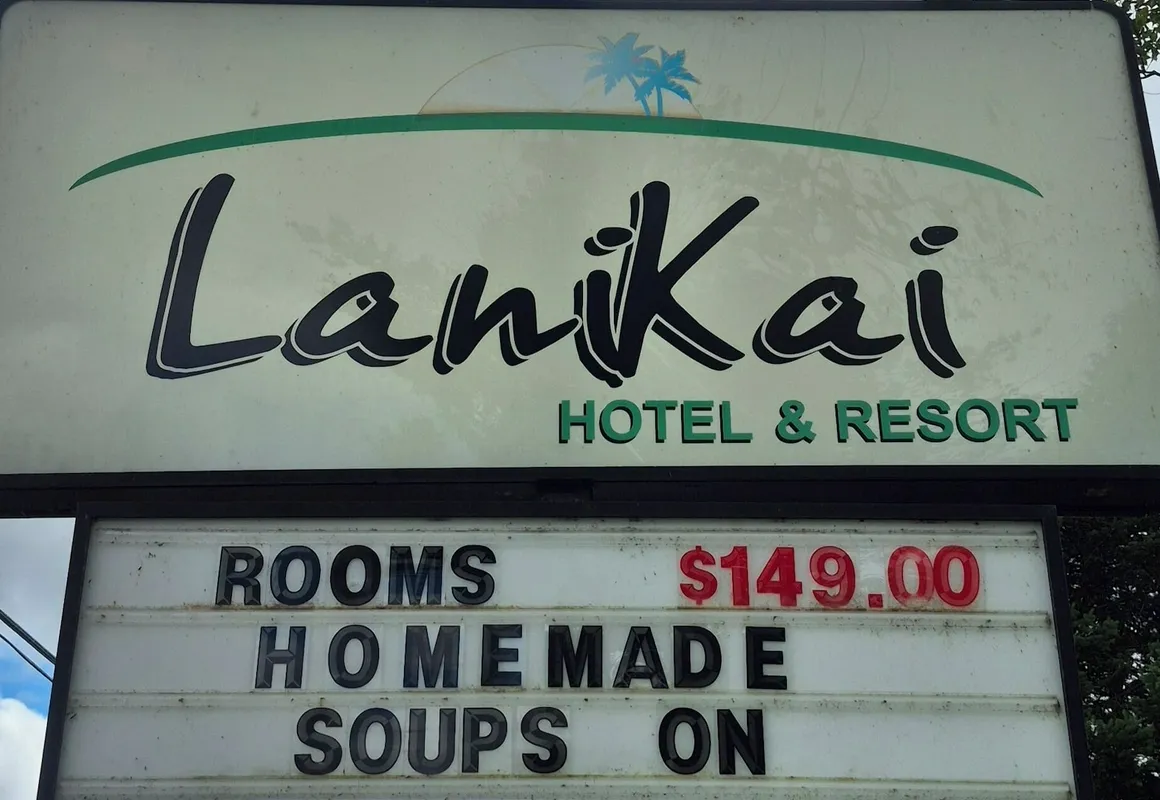 LaniKai
HOTEL & RESORT
ROOMS $149.00
HOMEMADE
SOUPS ON